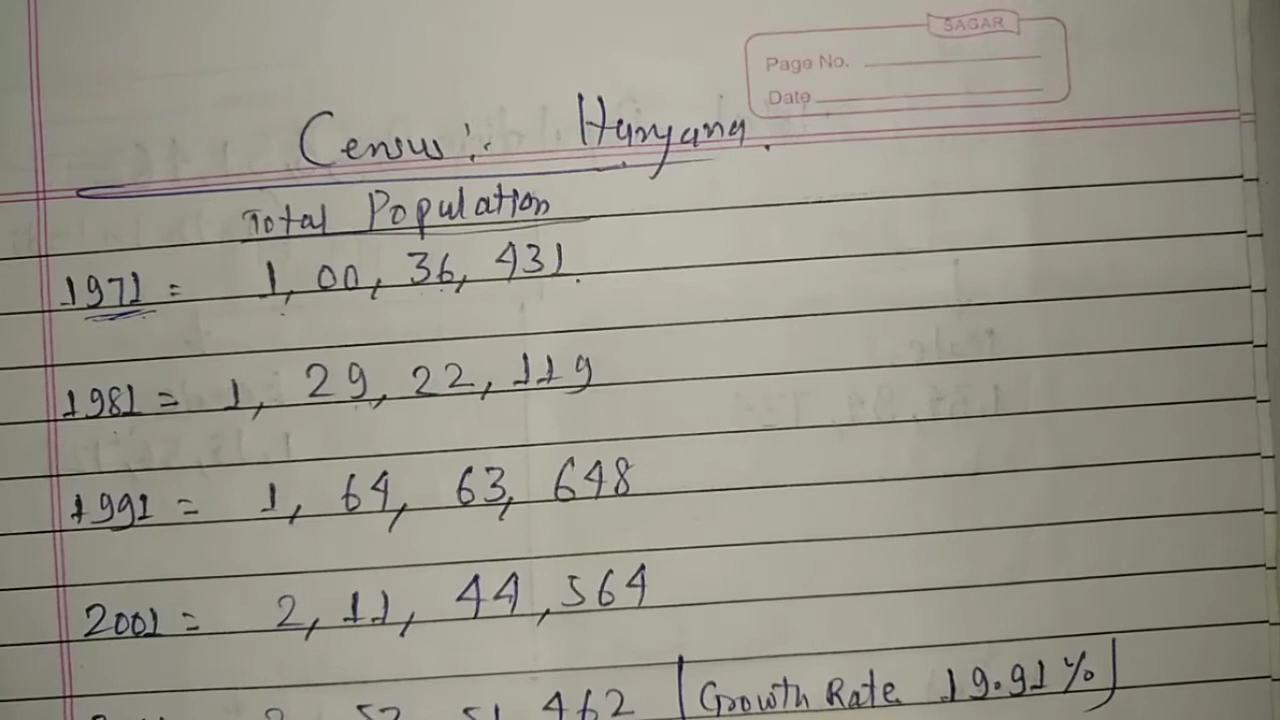 SAGAR
Page No.
Date
Census:- Haryana.
Total Population
1971 = 1,00,36,431.
1981 = 1,29,22,119
1991 = 1,64,63,648
2001 = 2,11,44,564
462 [Growth Rate 19.91%]